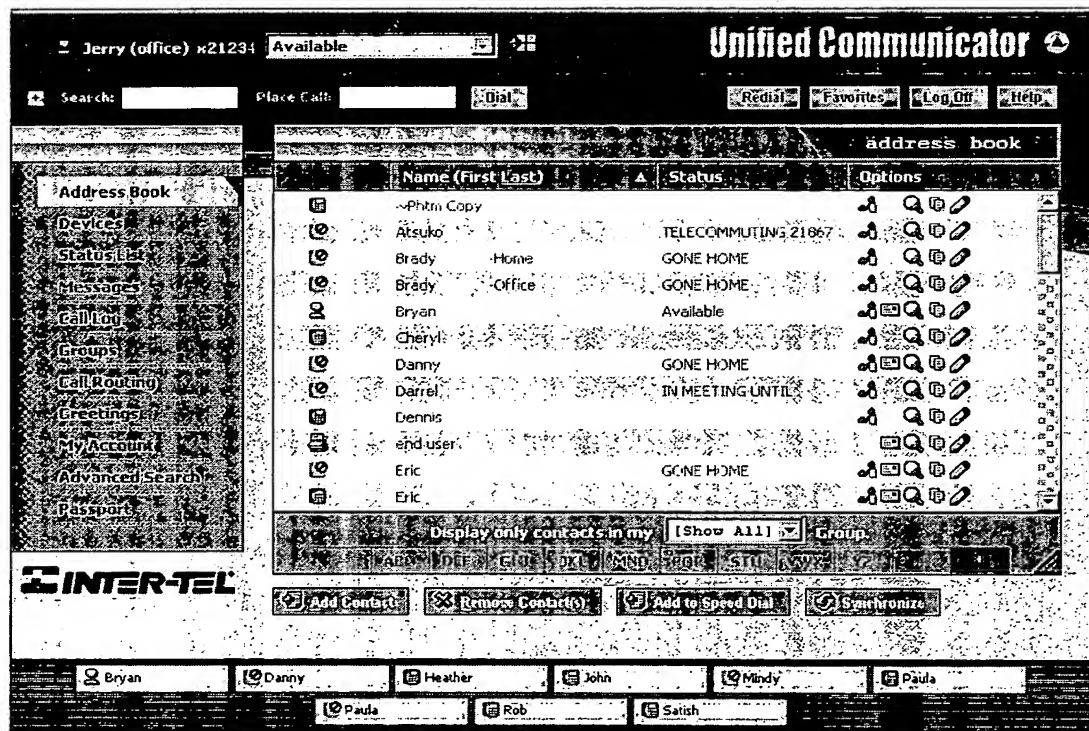 Jerry (office) x21234 Available
Unified Communicator
Search: Place Call: Dial
Redial Favorites Log Off Help
address book
Name (First Last) Status Options
Address Book
Devices
Status List
Messages
Call Log
Groups
Call Routing
Greetings
My Account
Advanced Search
Passport
~Phtm Copy
Atsuko TELECOMMUTING 21867
Brady -Home GONE HOME
Brady -Office GONE HOME
Bryan Available
Cheryl
Danny GONE HOME
Darrel IN MEETING UNTIL
Dennis
end user
Eric GONE HOME
Eric
Display only contacts in my [Show All] Group.
DEF GHI JKL MNO PQR STU
INTER-TEL
Add Contact Remove Contact(s) Add to Speed Dial Synchronize
Bryan Danny Heather John Mindy Paula
Paula Rob Satish